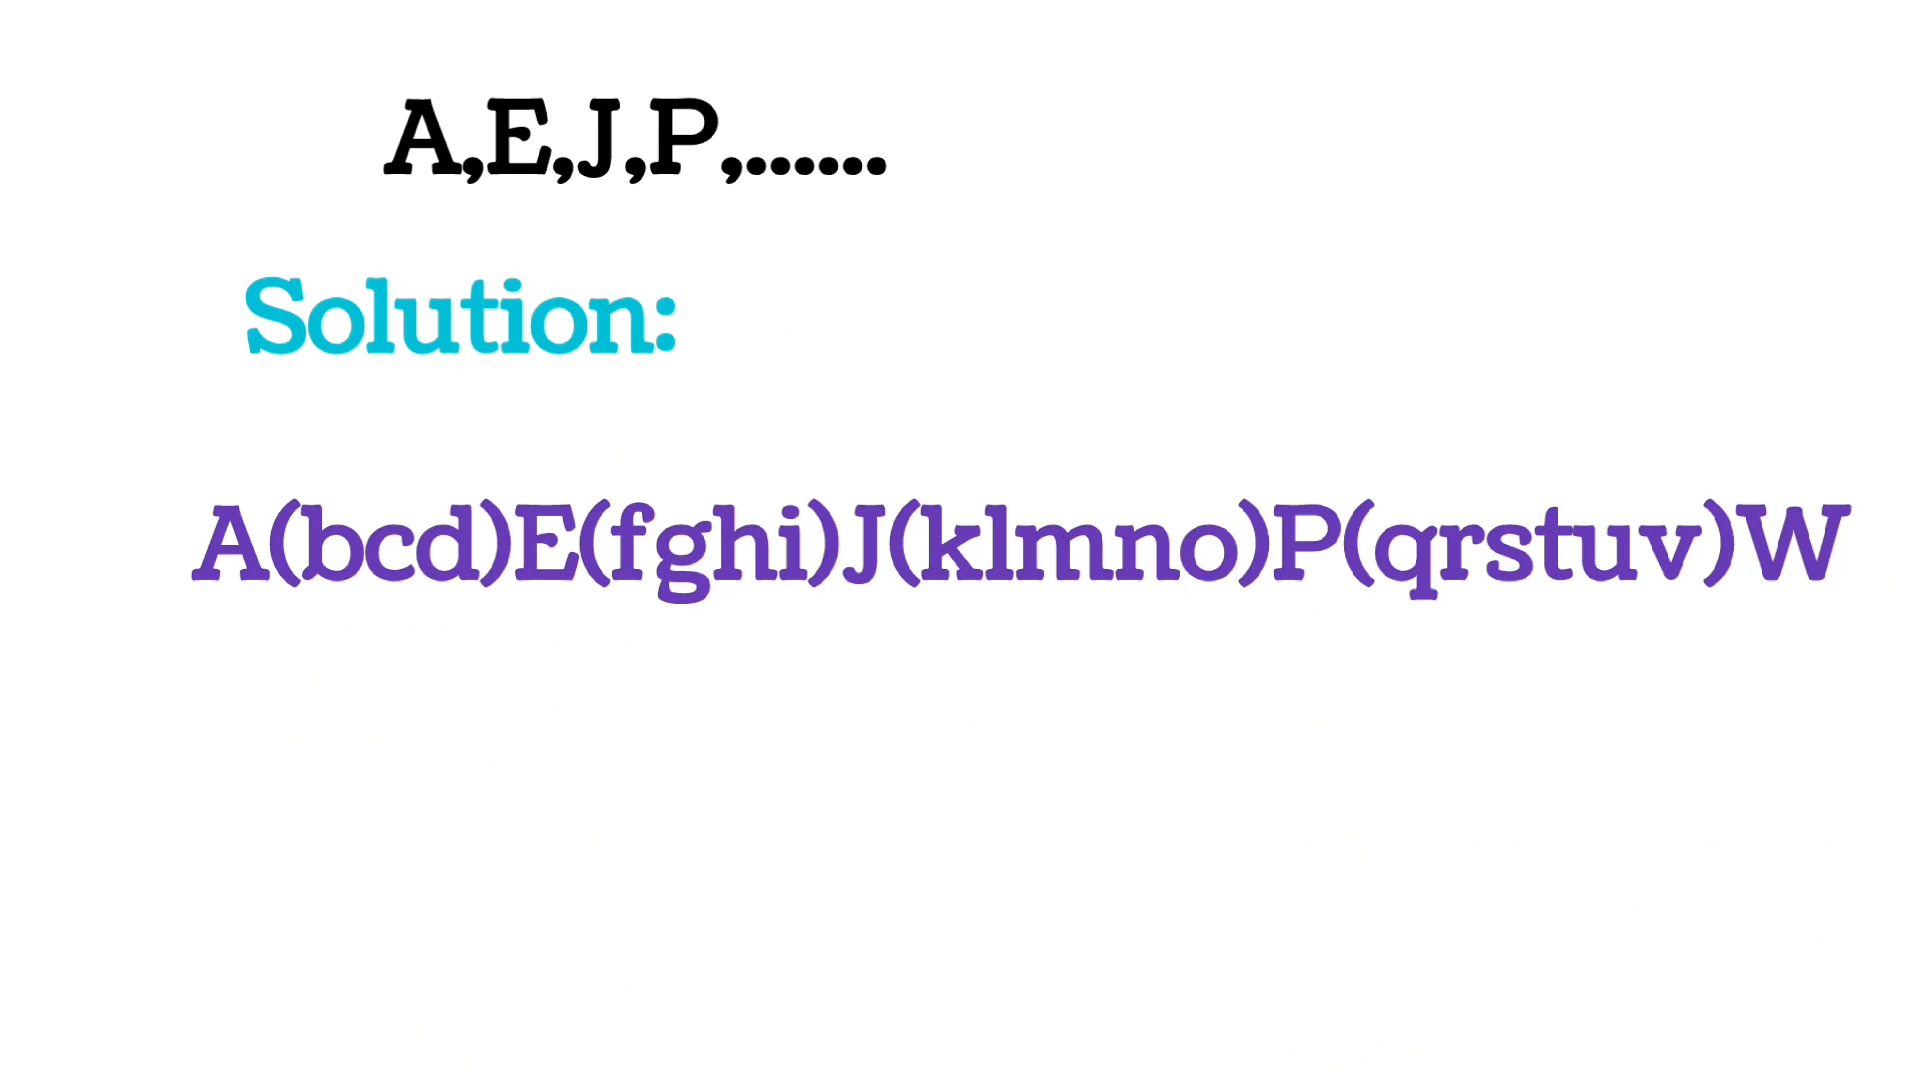 A,E,J,P,......
Solution:
A(bcd)E(fghi)J(klmno)P(qrstuv)W